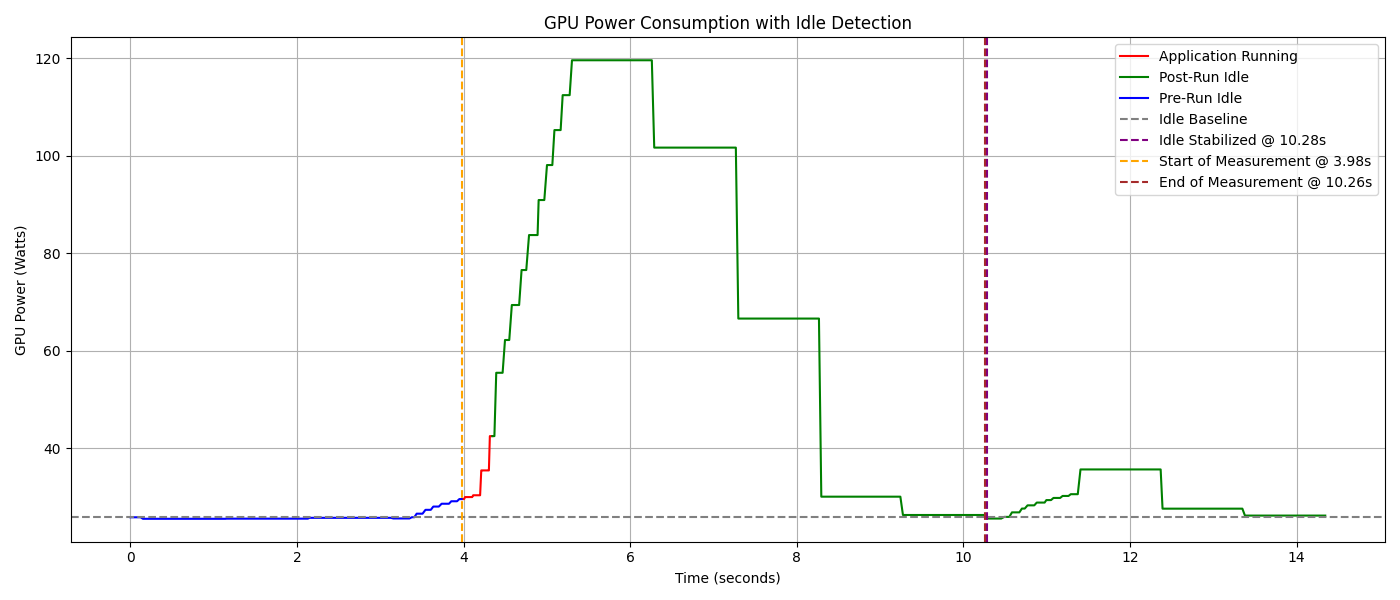 GPU Power Consumption with Idle Detection
GPU Power (Watts)
120
100
80
60
40
Application Running
Post-Run Idle
Pre-Run Idle
Idle Baseline
Idle Stabilized @ 10.28s
Start of Measurement @ 3.98s
End of Measurement @ 10.26s
0 2 4 6 8 10 12 14
Time (seconds)